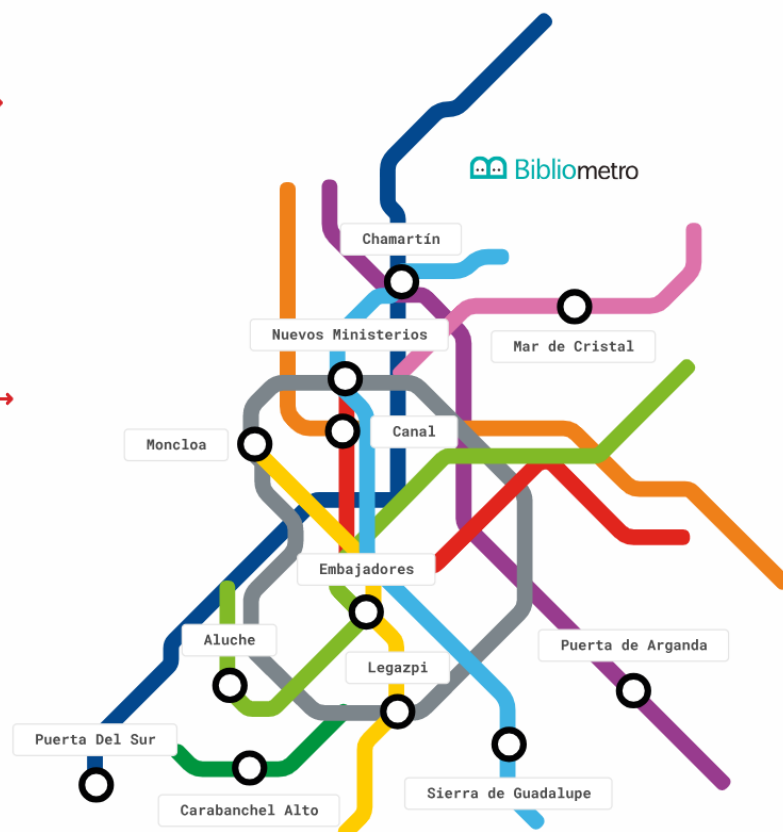 Bibliometro
Chamartín
Nuevos Ministerios
Mar de Cristal
Moncloa
Canal
Embajadores
Aluche
Puerta de Arganda
Legazpi
Puerta Del Sur
Sierra de Guadalupe
Carabanchel Alto